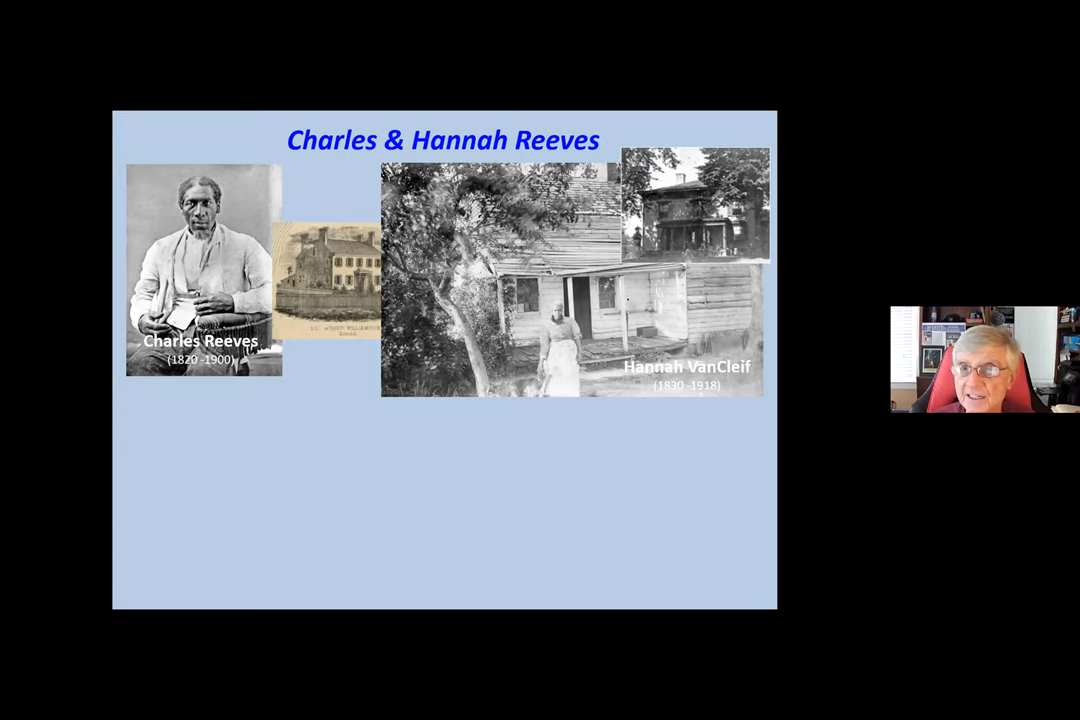 Charles & Hannah Reeves
Charles Reeves
(1820 -1900)
Hannah VanCleif
(1830 -1918)